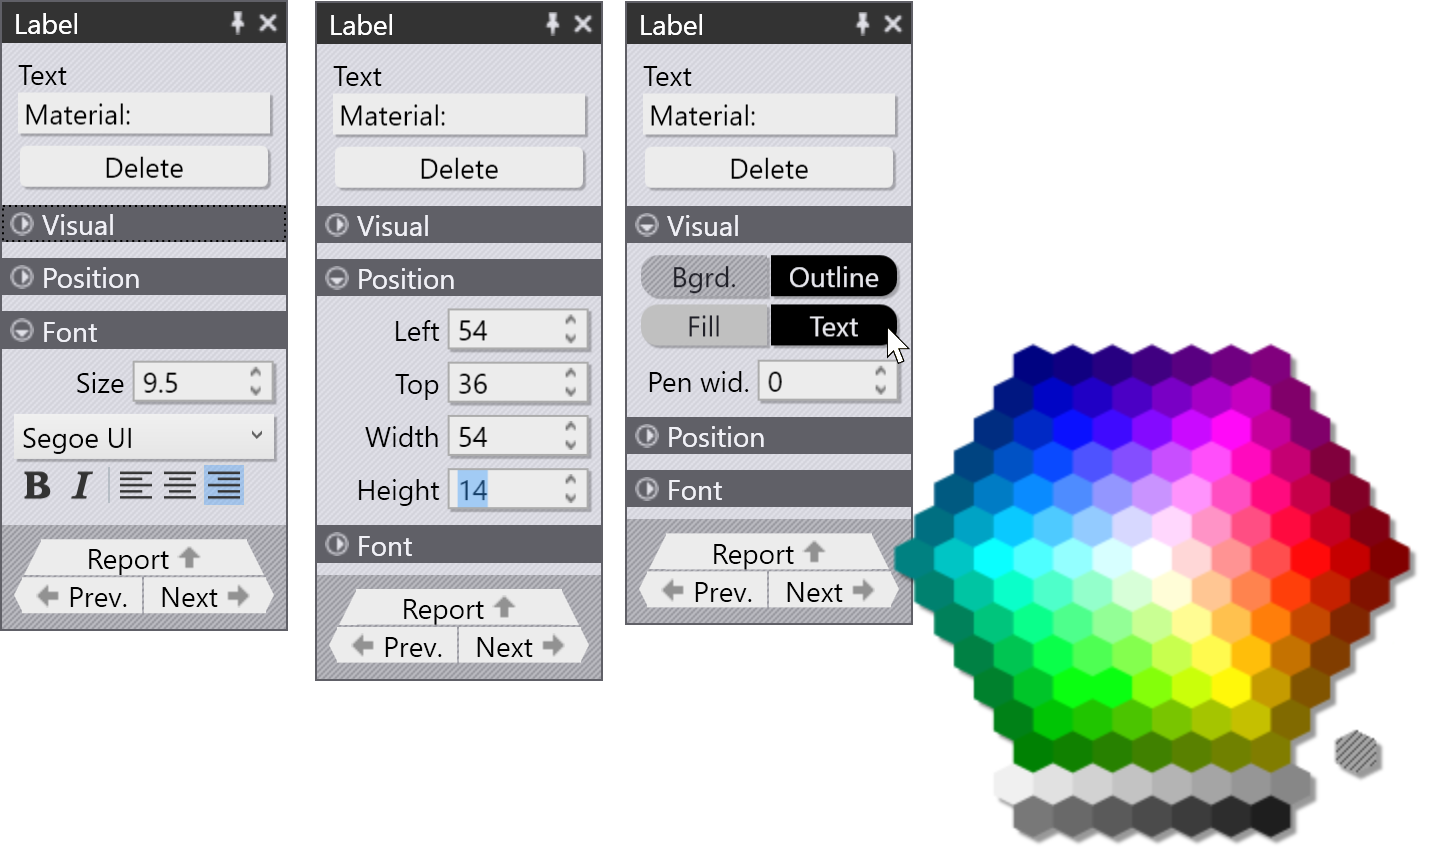 Label
Text
Material:
Delete
Visual
Position
Font
Size 9.5
Segoe UI
B I
Report
Prev. Next
Label
Text
Material:
Delete
Visual
Position
Left 54
Top 36
Width 54
Height 14
Font
Report
Prev. Next
Label
Text
Material:
Delete
Visual
Bgrd. Outline
Fill Text
Pen wid. 0
Position
Font
Report
Prev. Next